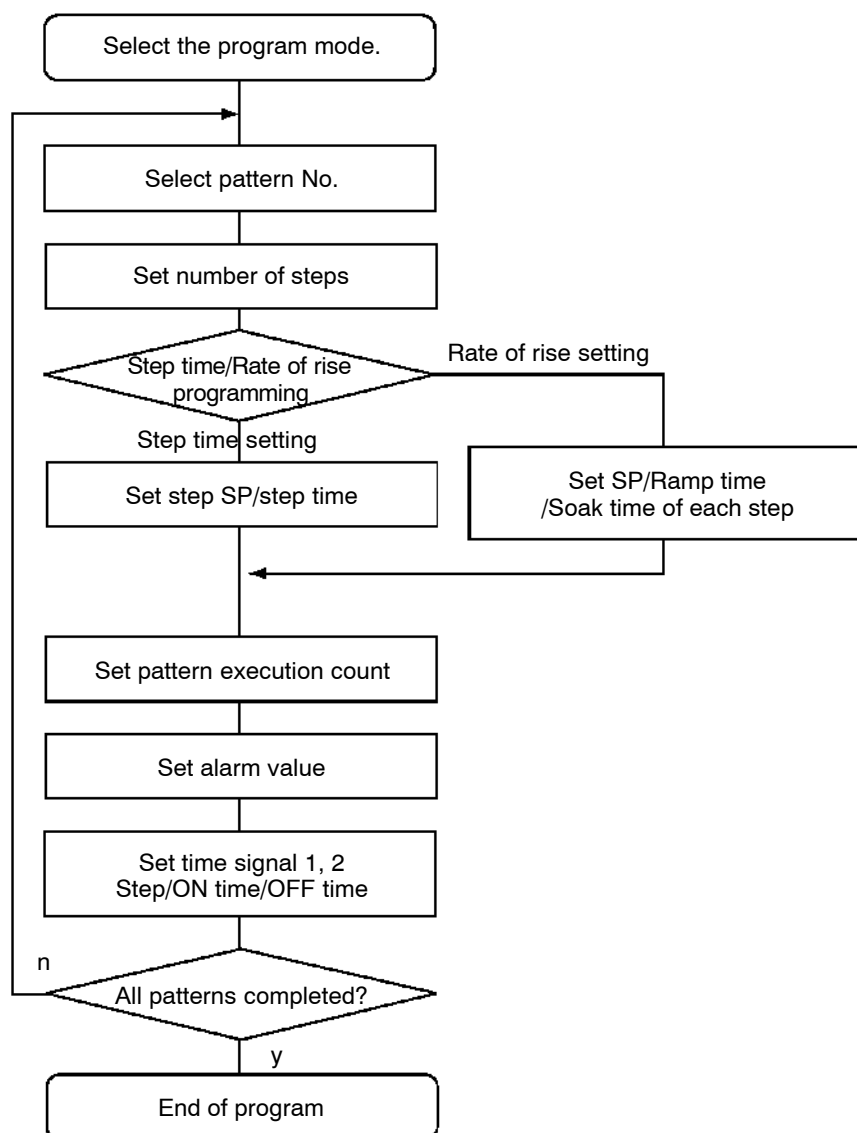 Select the program mode.
Select pattern No.
Set number of steps
Step time/Rate of rise
programming
Rate of rise setting
Step time setting
Set step SP/step time
Set SP/Ramp time
/Soak time of each step
Set pattern execution count
Set alarm value
Set time signal 1, 2
Step/ON time/OFF time
n
All patterns completed?
y
End of program